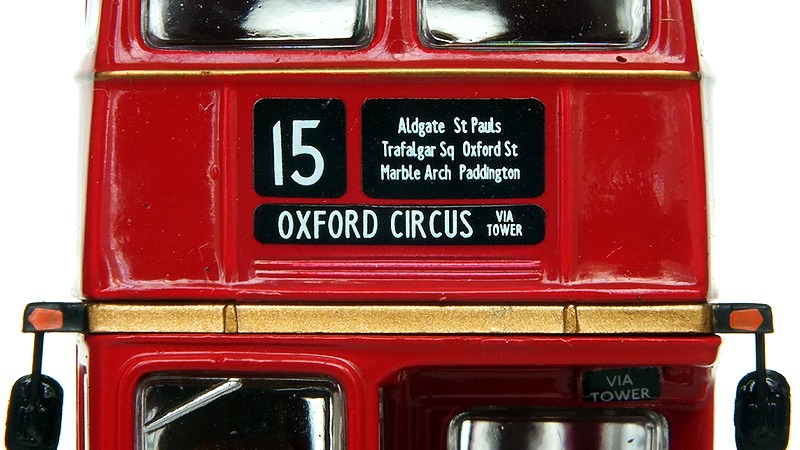 15
Aldgate St Pauls
Trafalgar Sq Oxford St
Marble Arch Paddington
OXFORD CIRCUS VIA TOWER
VIA
TOWER